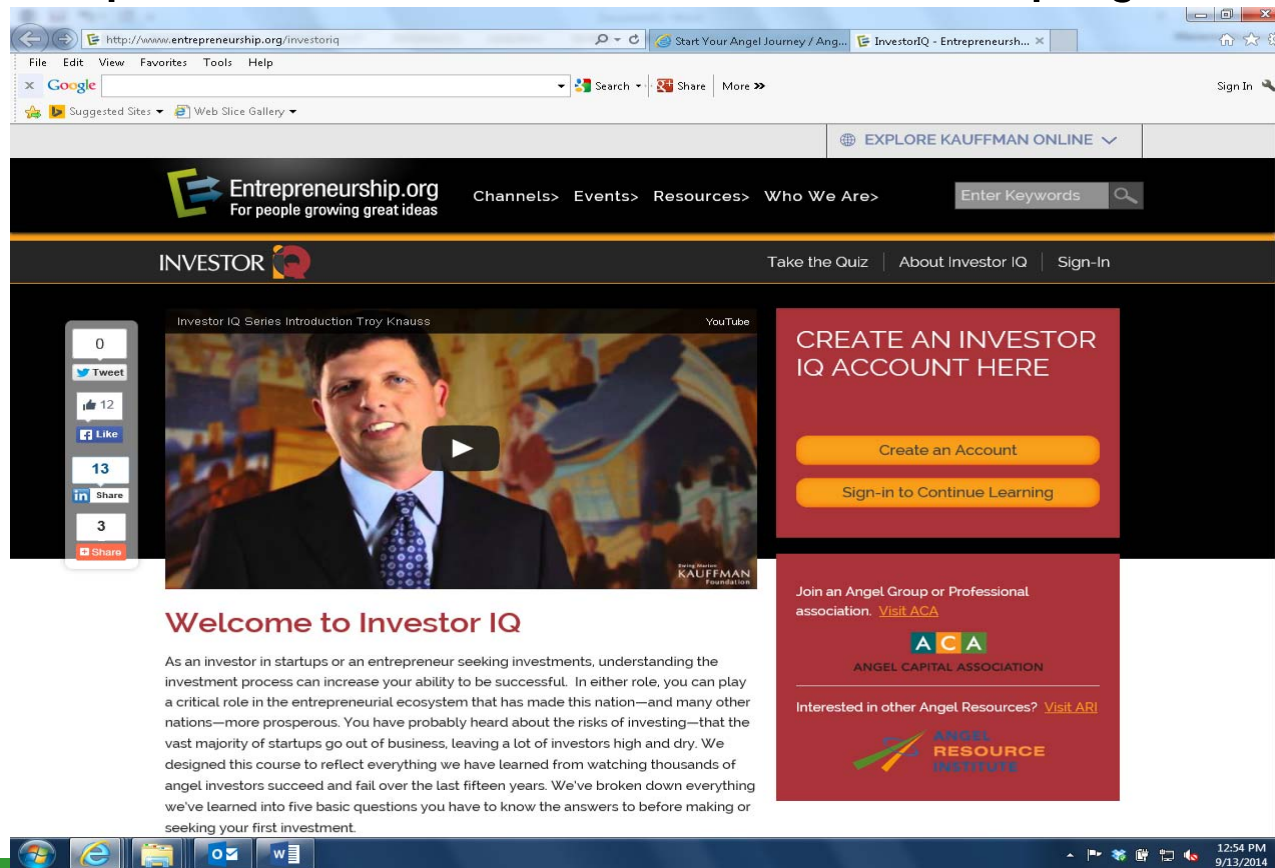 http://www.entrepreneurship.org/investoriq
Start Your Angel Journey / Ang...
InvestorIQ - Entrepreneursh...
File Edit View Favorites Tools Help
x Google Search Share More »
Sign In
Suggested Sites Web Slice Gallery
EXPLORE KAUFFMAN ONLINE
Entrepreneurship.org
For people growing great ideas
Channels> Events> Resources> Who We Are>
Enter Keywords
INVESTOR IQ
Take the Quiz | About Investor IQ | Sign-In
Investor IQ Series Introduction Troy Knauss
YouTube
0
Tweet
12
Like
13
in Share
3
Share
Ewing Marion
KAUFFMAN
Foundation
CREATE AN INVESTOR
IQ ACCOUNT HERE
Create an Account
Sign-in to Continue Learning
Join an Angel Group or Professional
association. Visit ACA
A C A
ANGEL CAPITAL ASSOCIATION
Interested in other Angel Resources? Visit ARI
ANGEL
RESOURCE
INSTITUTE
Welcome to Investor IQ
As an investor in startups or an entrepreneur seeking investments, understanding the
investment process can increase your ability to be successful. In either role, you can play
a critical role in the entrepreneurial ecosystem that has made this nation—and many other
nations—more prosperous. You have probably heard about the risks of investing—that the
vast majority of startups go out of business, leaving a lot of investors high and dry. We
designed this course to reflect everything we have learned from watching thousands of
angel investors succeed and fail over the last fifteen years. We've broken down everything
we've learned into five basic questions you have to know the answers to before making or
seeking your first investment.
12:54 PM
9/13/2014